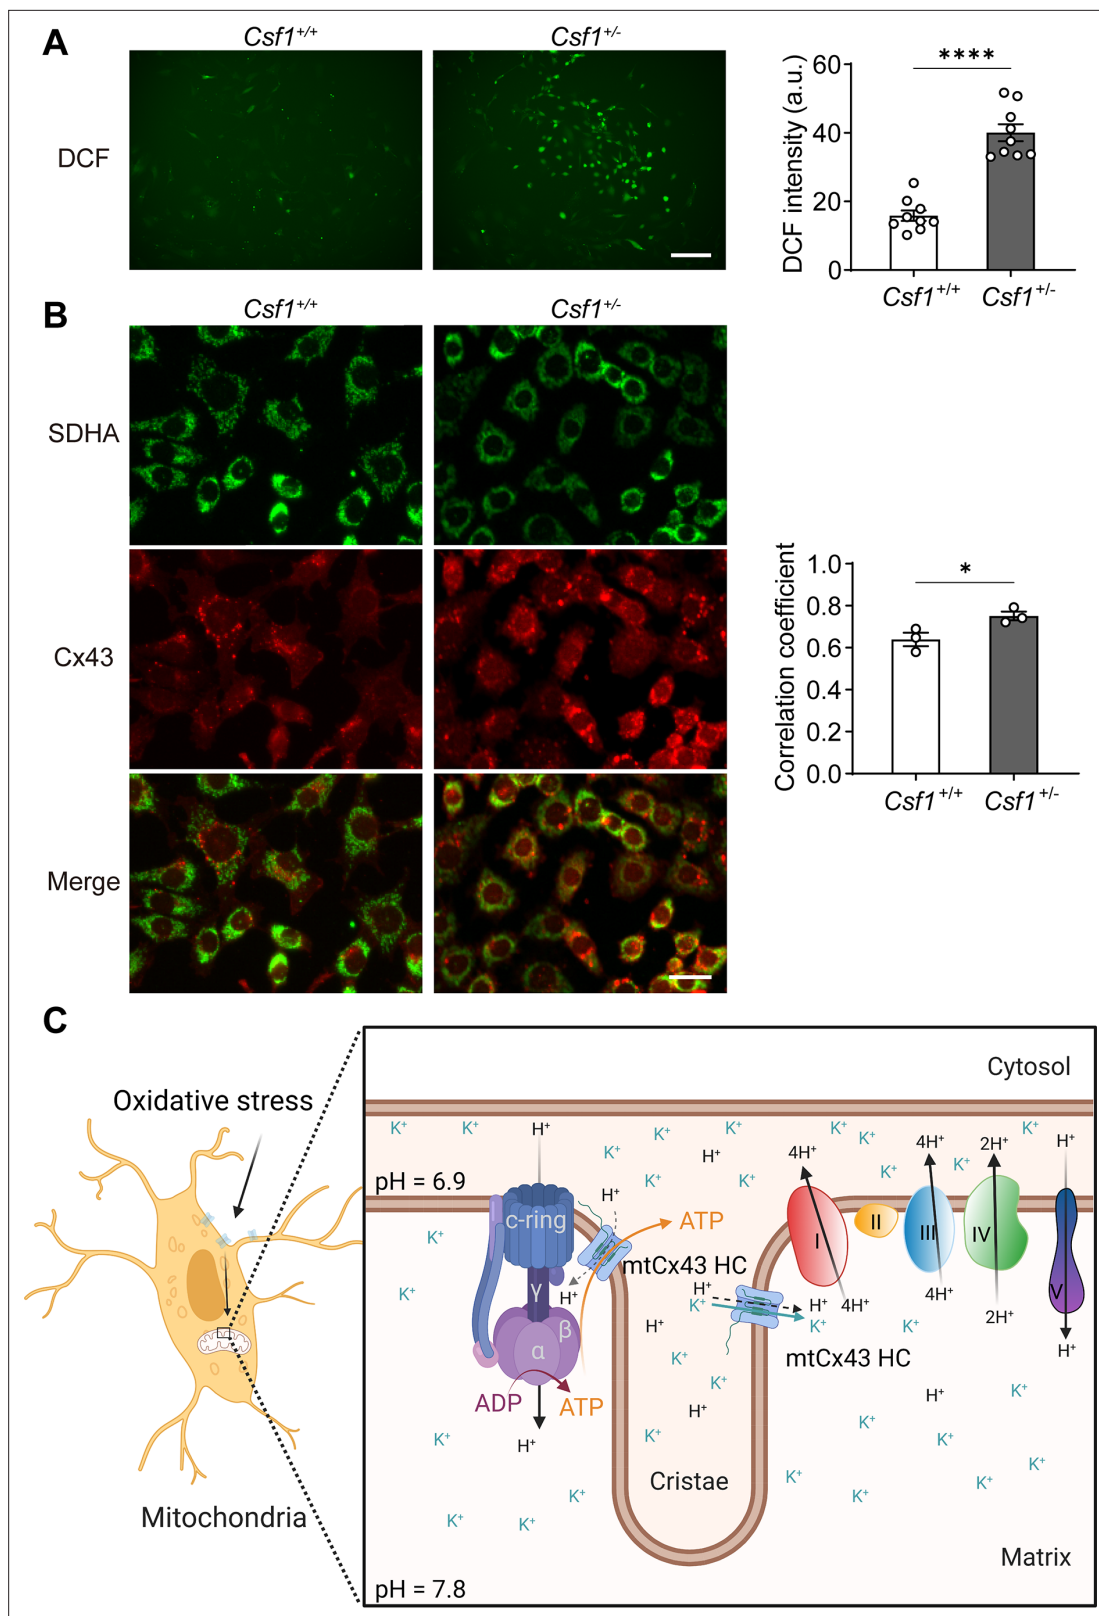 A
Csf1+/+
Csf1+/-
DCF
DCF intensity (a.u.)
60
40
20
0
****
Csf1+/+
Csf1+/-
B
Csf1+/+
Csf1+/-
SDHA
Cx43
Merge
Correlation coefficient
1.0
0.8
0.6
0.4
0.2
0.0
*
Csf1+/+
Csf1+/-
C
Oxidative stress
Mitochondria
Cytosol
K+ K+ H+ K+ K+ K+ K+ H+
K+ H+ 4H+ K+ 4H+ 2H+
pH = 6.9
K+ K+ K+ K+
H+
c-ring
ATP
I
II
III
IV
V
K+
mtCx43 HC
γ
H+
H+
K+
H+
4H+
4H+
2H+
K+
K+
K+
β
α
H+
mtCx43 HC
H+
K+
K+
ADP
ATP
H+
H+
K+
K+
K+
H+
K+
K+
K+
Cristae
K+
K+
K+
K+
K+
K+
K+
Matrix
pH = 7.8